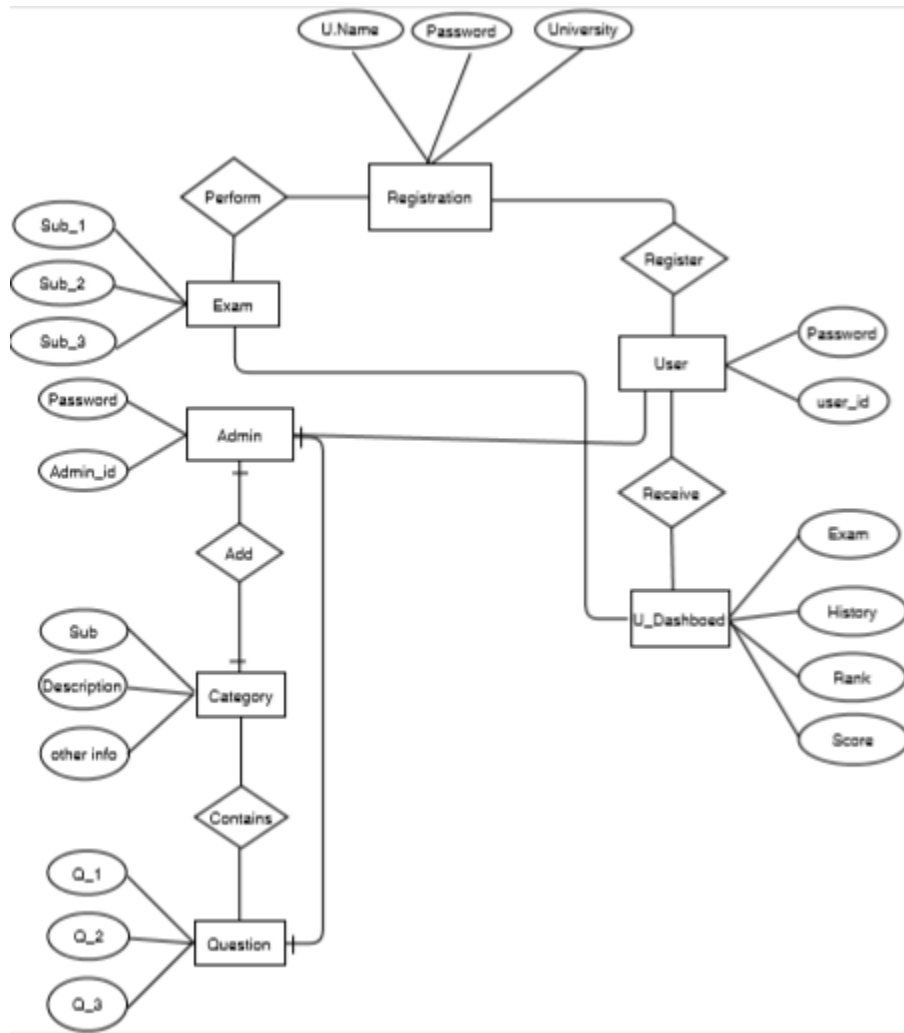 U.Name
Password
University
Perform
Registration
Sub_1
Register
Sub_2
Exam
Sub_3
Password
User
Password
user_id
Admin
Admin_id
Receive
Add
Exam
Sub
History
U_Dashboed
Description
Category
Rank
other info
Score
Contains
Q_1
Q_2
Question
Q_3